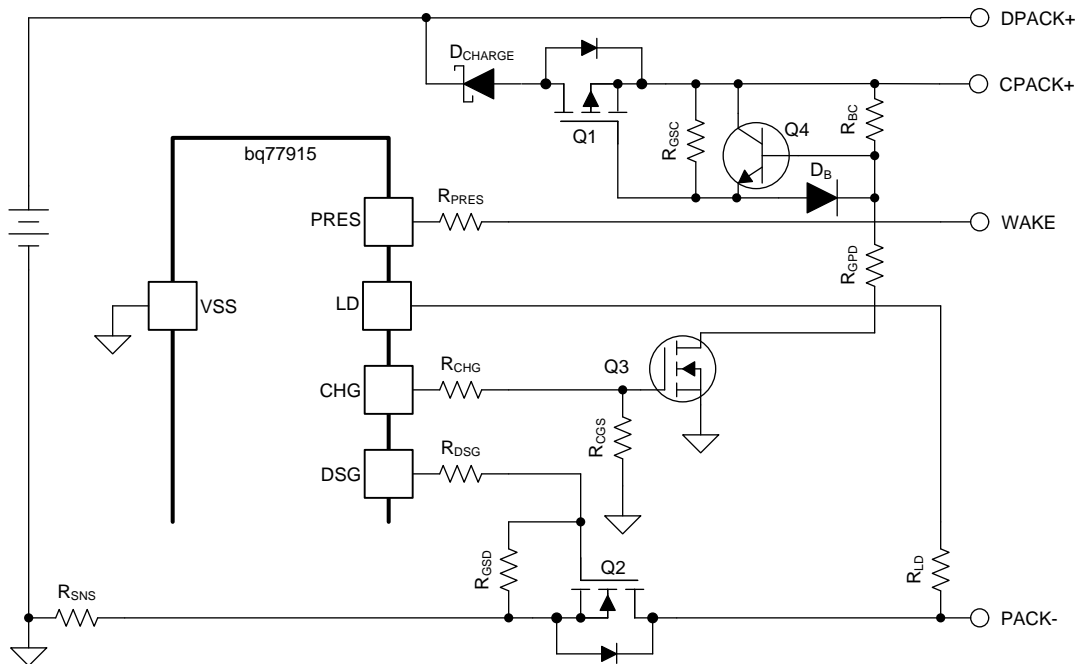 DPACK+
DCHARGE
CPACK+
Q1
RGSC
Q4
RBC
bq77915
DB
PRES
RPRES
WAKE
RGPD
VSS
LD
CHG
RCHG
Q3
RCGS
DSG
RDSG
RGSD
Q2
RLD
RSNS
PACK-